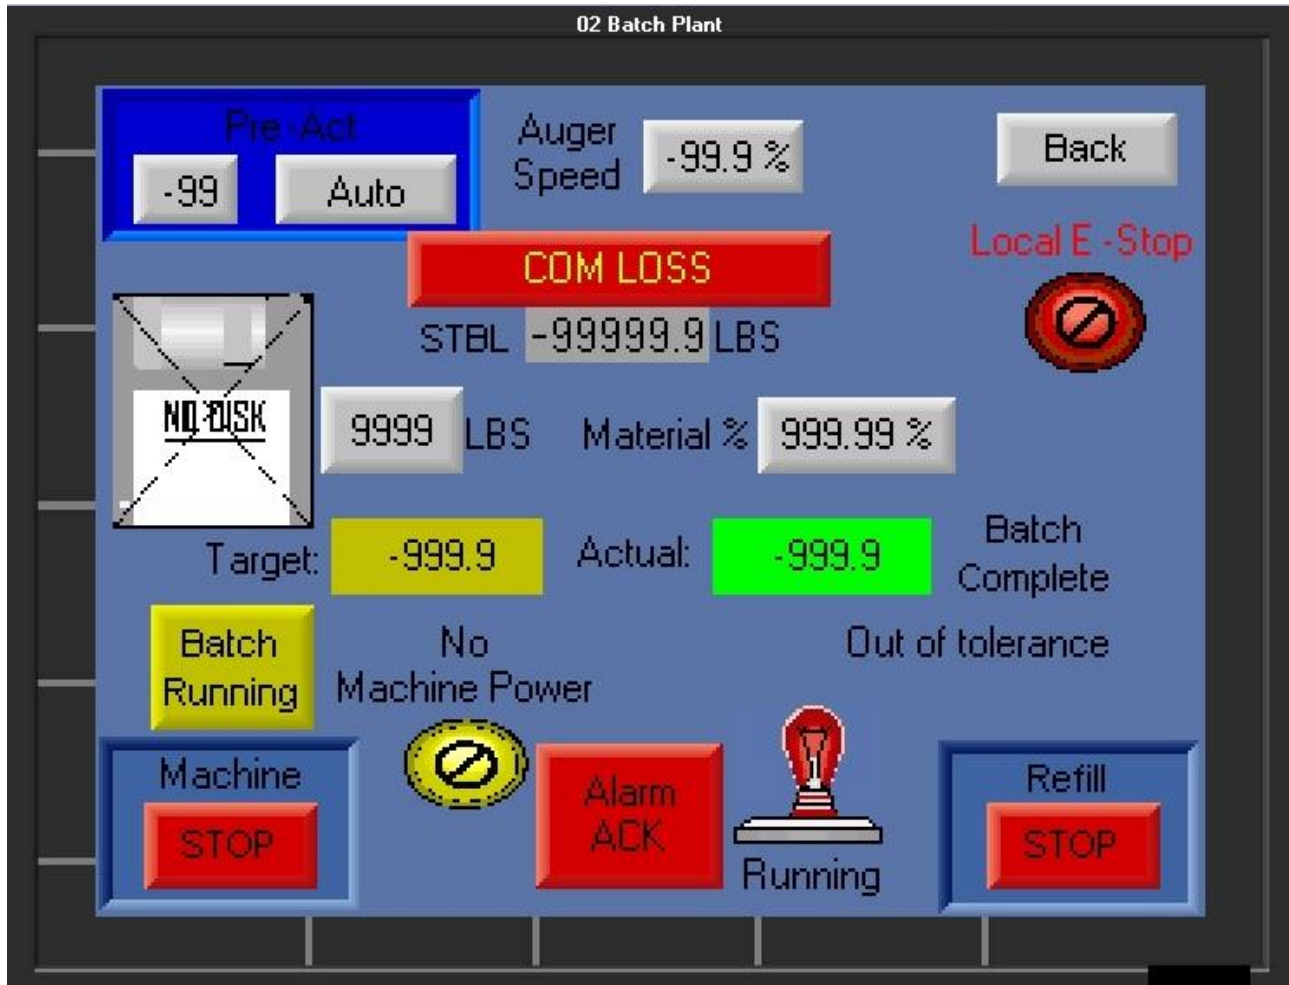 02 Batch Plant
Pre-Act
-99
Auto
Auger
Speed
-99.9 %
Back
COM LOSS
Local E-Stop
STBL -99999.9 LBS
NO DISK
9999 LBS
Material % 999.99 %
Target: -999.9
Actual: -999.9
Batch
Complete
Batch
Running
No
Machine Power
Out of tolerance
Machine
STOP
Alarm
ACK
Running
Refill
STOP